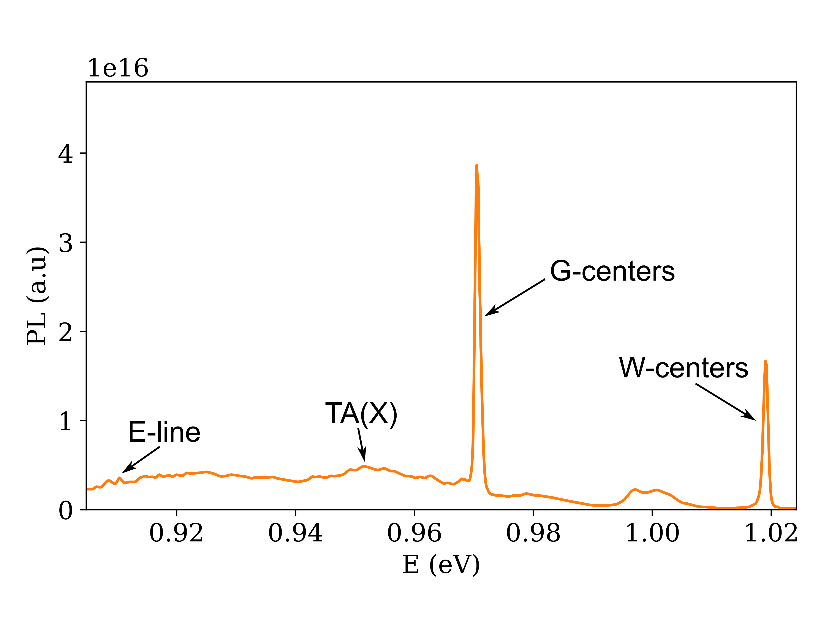 1e16
4
3
2
1
0
PL (a.u)
G-centers
W-centers
TA(X)
E-line
0.92 0.94 0.96 0.98 1.00 1.02
E (eV)